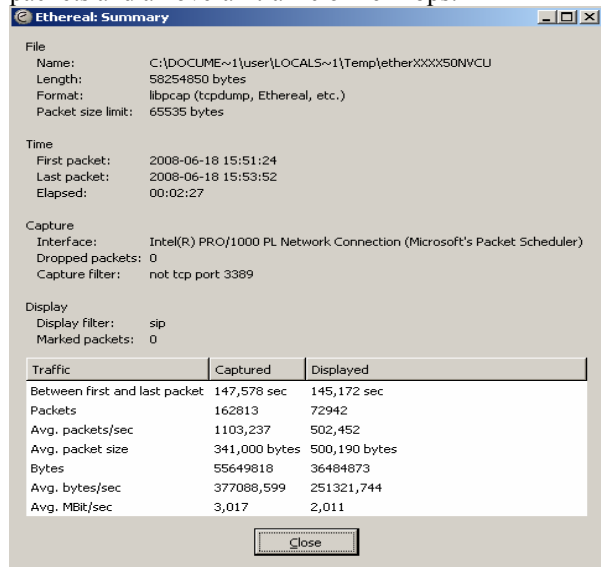 Ethereal: Summary
File
Name: C:\DOCUME~1\user\LOCALS~1\Temp\etherXXXX50NVCU
Length: 58254850 bytes
Format: libpcap (tcpdump, Ethereal, etc.)
Packet size limit: 65535 bytes
Time
First packet: 2008-06-18 15:51:24
Last packet: 2008-06-18 15:53:52
Elapsed: 00:02:27
Capture
Interface: Intel(R) PRO/1000 PL Network Connection (Microsoft's Packet Scheduler)
Dropped packets: 0
Capture filter: not tcp port 3389
Display
Display filter: sip
Marked packets: 0
Traffic Captured Displayed
Between first and last packet 147,578 sec 145,172 sec
Packets 162813 72942
Avg. packets/sec 1103,237 502,452
Avg. packet size 341,000 bytes 500,190 bytes
Bytes 55649818 36484873
Avg. bytes/sec 377088,599 251321,744
Avg. MBit/sec 3,017 2,011
Close